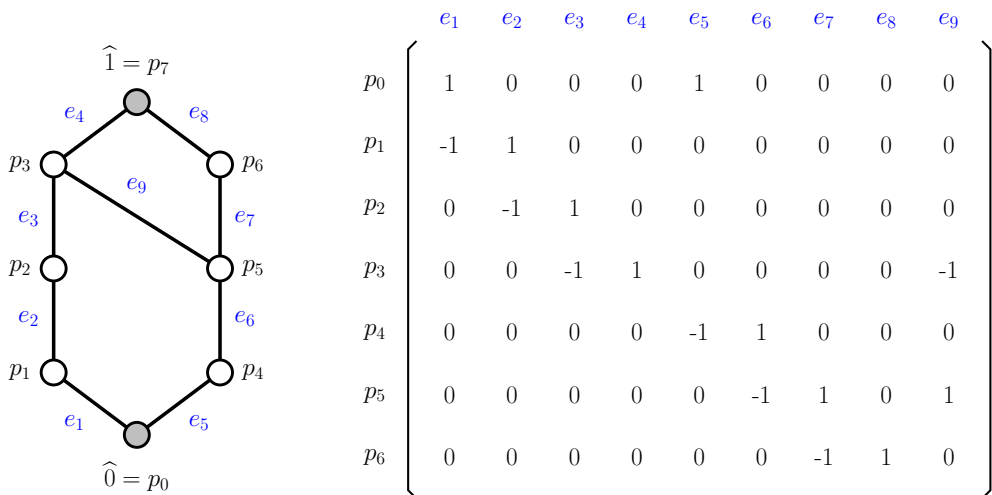 1̂ = p₇
e₄ e₈
p₃ p₆
e₉
e₃ e₇
p₂ p₅
e₂ e₆
p₁ p₄
e₁ e₅
0̂ = p₀
e₁ e₂ e₃ e₄ e₅ e₆ e₇ e₈ e₉
p₀ 1 0 0 0 1 0 0 0 0
p₁ -1 1 0 0 0 0 0 0 0
p₂ 0 -1 1 0 0 0 0 0 0
p₃ 0 0 -1 1 0 0 0 0 -1
p₄ 0 0 0 0 -1 1 0 0 0
p₅ 0 0 0 0 0 -1 1 0 1
p₆ 0 0 0 0 0 0 -1 1 0